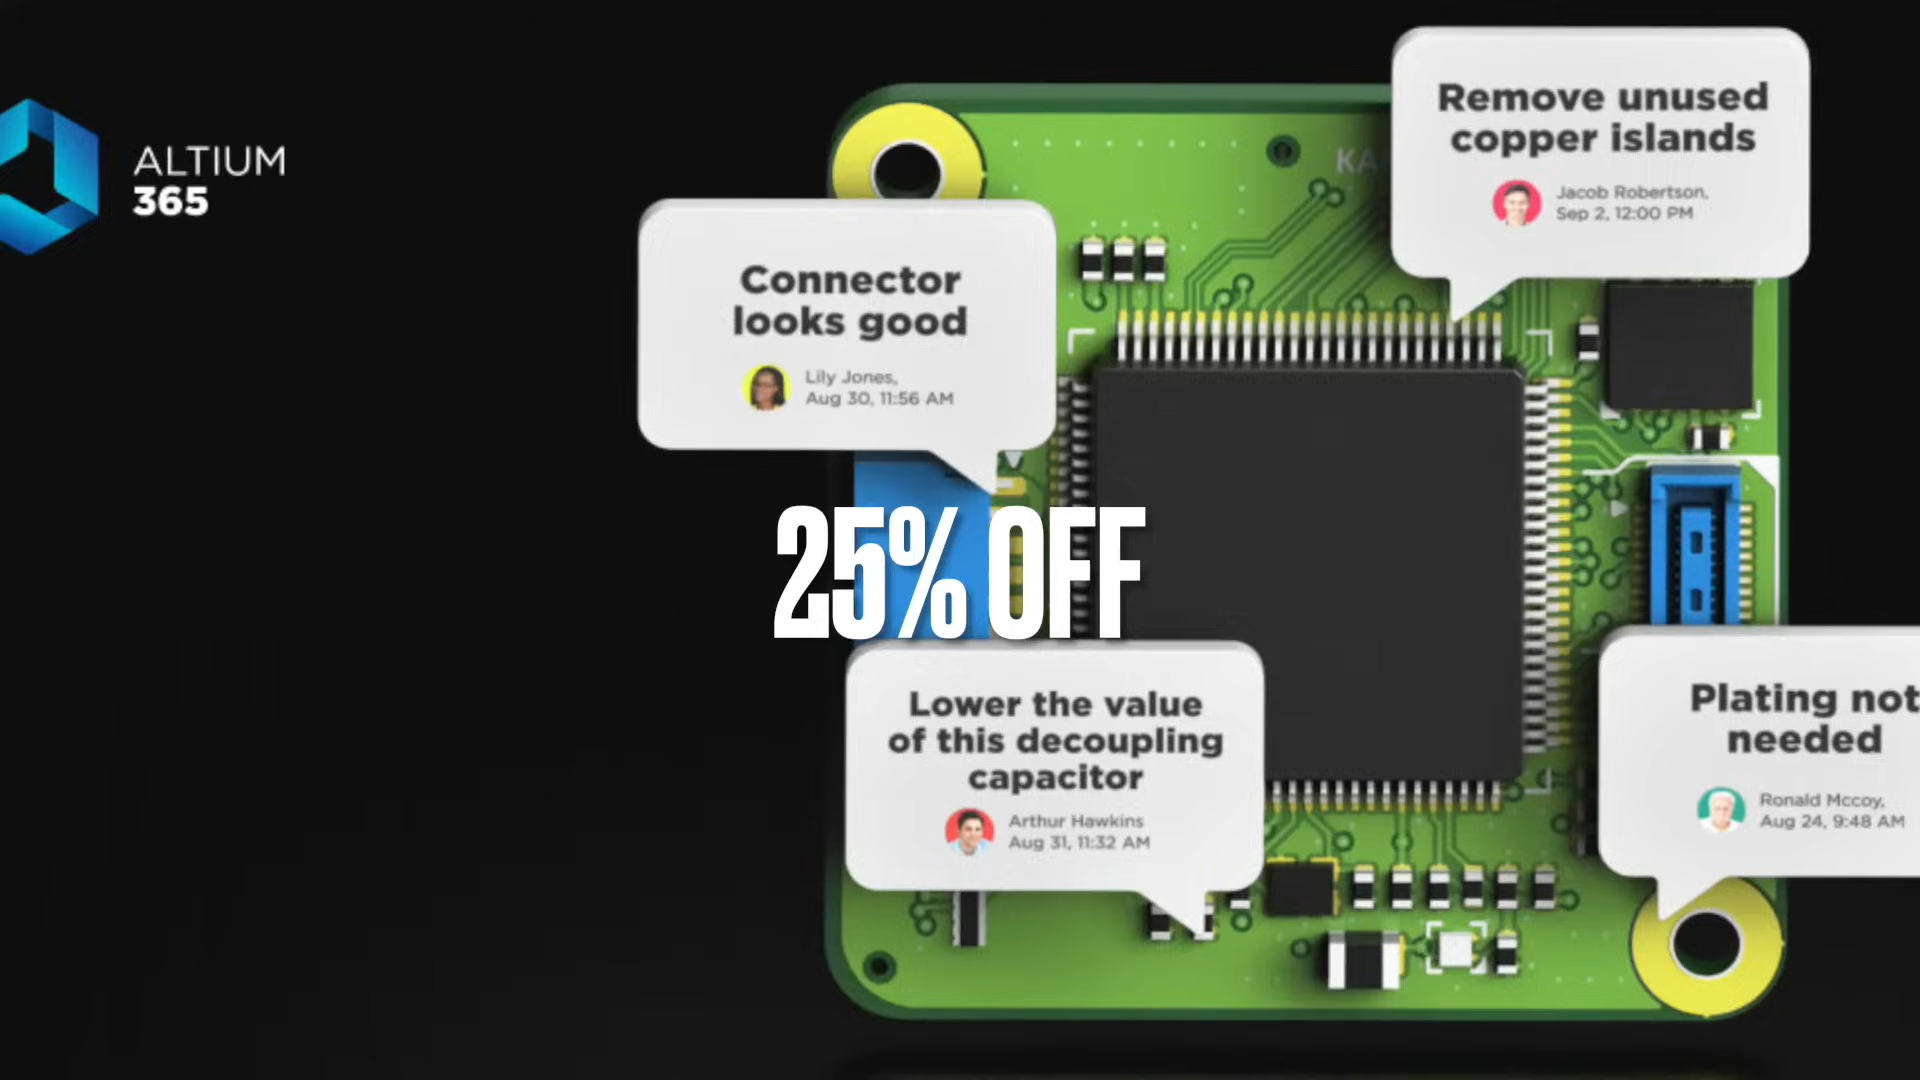 ALTIUM
365
Remove unused
copper islands
Jacob Robertson,
Sep 2, 12:00 PM
KA
Connector
looks good
Lily Jones,
Aug 30, 11:56 AM
25% OFF
Lower the value
of this decoupling
capacitor
Arthur Hawkins
Aug 31, 11:32 AM
Plating not
needed
Ronald Mccoy,
Aug 24, 9:48 AM